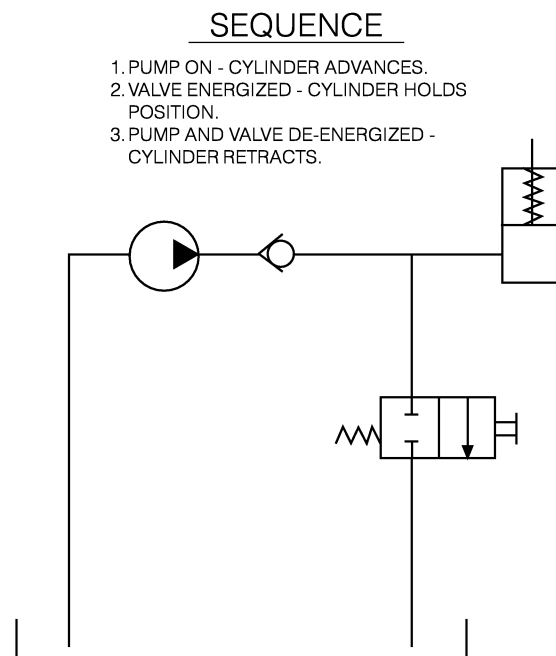 SEQUENCE
1. PUMP ON - CYLINDER ADVANCES.
2. VALVE ENERGIZED - CYLINDER HOLDS
POSITION.
3. PUMP AND VALVE DE-ENERGIZED -
CYLINDER RETRACTS.